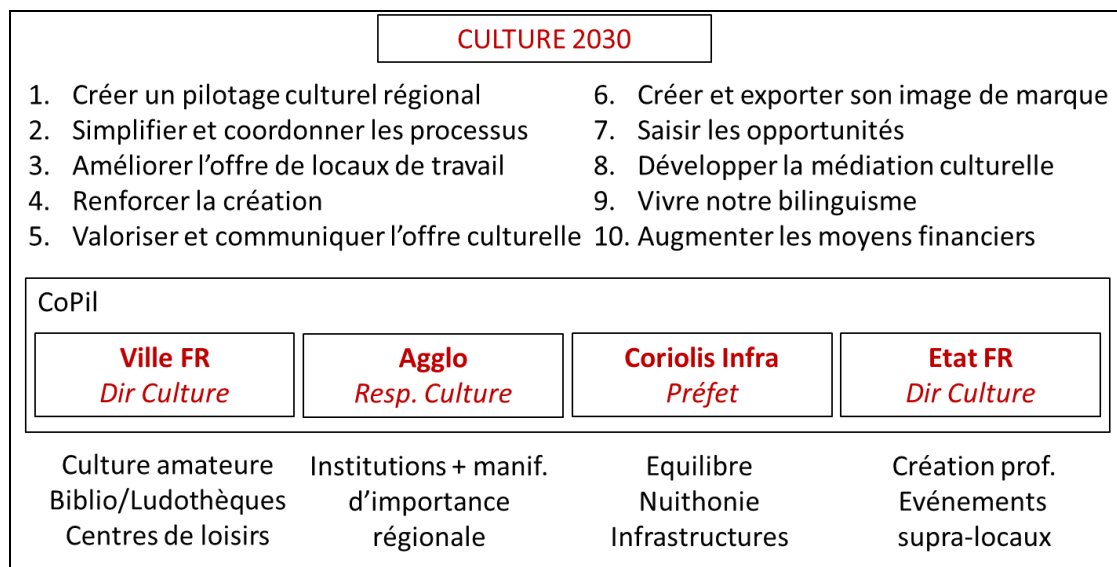 CULTURE 2030
1. Créer un pilotage culturel régional
2. Simplifier et coordonner les processus
3. Améliorer l’offre de locaux de travail
4. Renforcer la création
5. Valoriser et communiquer l’offre culturelle
6. Créer et exporter son image de marque
7. Saisir les opportunités
8. Développer la médiation culturelle
9. Vivre notre bilinguisme
10. Augmenter les moyens financiers
CoPil
Ville FR
Dir Culture
Agglo
Resp. Culture
Coriolis Infra
Préfet
Etat FR
Dir Culture
Culture amateure
Biblio/Ludothèques
Centres de loisirs
Institutions + manif.
d’importance
régionale
Equilibre
Nuithonie
Infrastructures
Création prof.
Evénements
supra-locaux